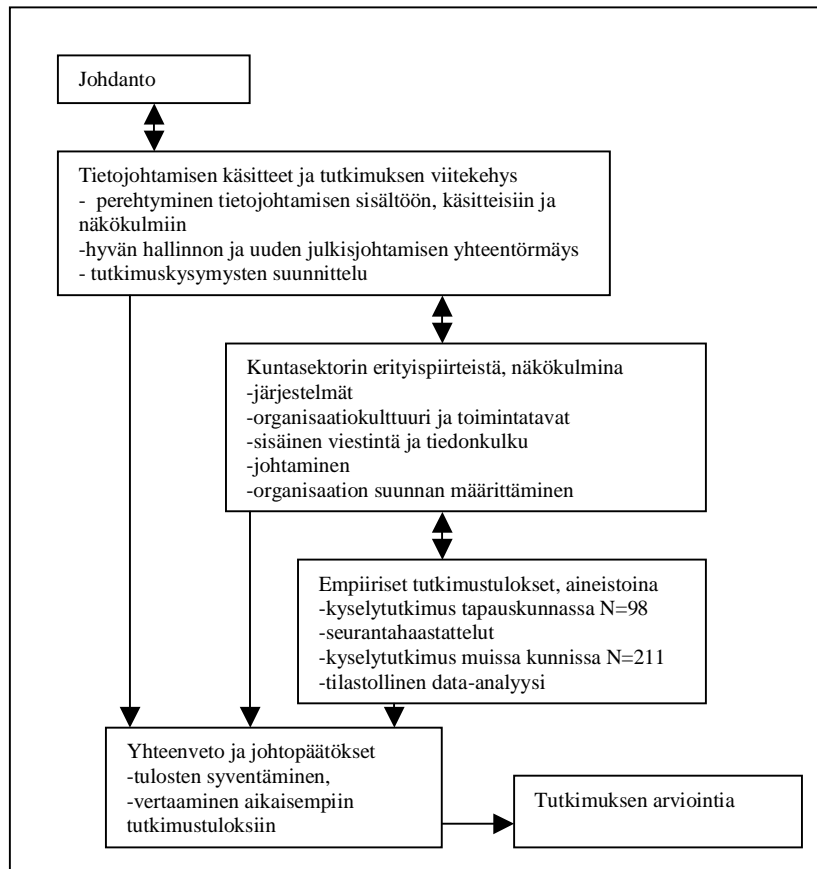 Johdanto
Tietojohtamisen käsitteet ja tutkimuksen viitekehys
- perehtyminen tietojohtamisen sisältöön, käsitteisiin ja
näkökulmiin
-hyvän hallinnon ja uuden julkisjohtamisen yhteentörmäys
- tutkimuskysymysten suunnittelu
Kuntasektorin erityispiirteistä, näkökulmina
-järjestelmät
-organisaatiokulttuuri ja toimintatavat
-sisäinen viestintä ja tiedonkulku
-johtaminen
-organisaation suunnan määrittäminen
Empiiriset tutkimustulokset, aineistoina
-kyselytutkimus tapauskunnassa N=98
-seurantahaastattelut
-kyselytutkimus muissa kunnissa N=211
-tilastollinen data-analyysi
Yhteenveto ja johtopäätökset
-tulosten syventäminen,
-vertaaminen aikaisempiin
tutkimustuloksiin
Tutkimuksen arviointia